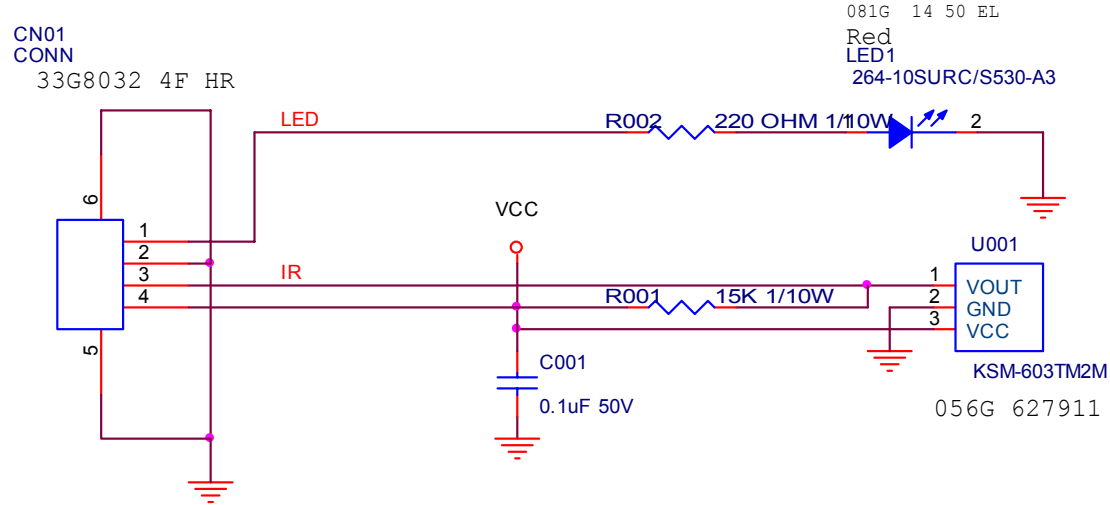 081G 14 50 EL
Red
LED1
264-10SURC/S530-A3
CN01
CONN
33G8032 4F HR
LED
R002
220 OHM 1/10W
1
2
6
VCC
1
2
3
4
5
IR
R001
15K 1/10W
U001
1
2
3
VOUT
GND
VCC
KSM-603TM2M
056G 627911
C001
0.1uF 50V